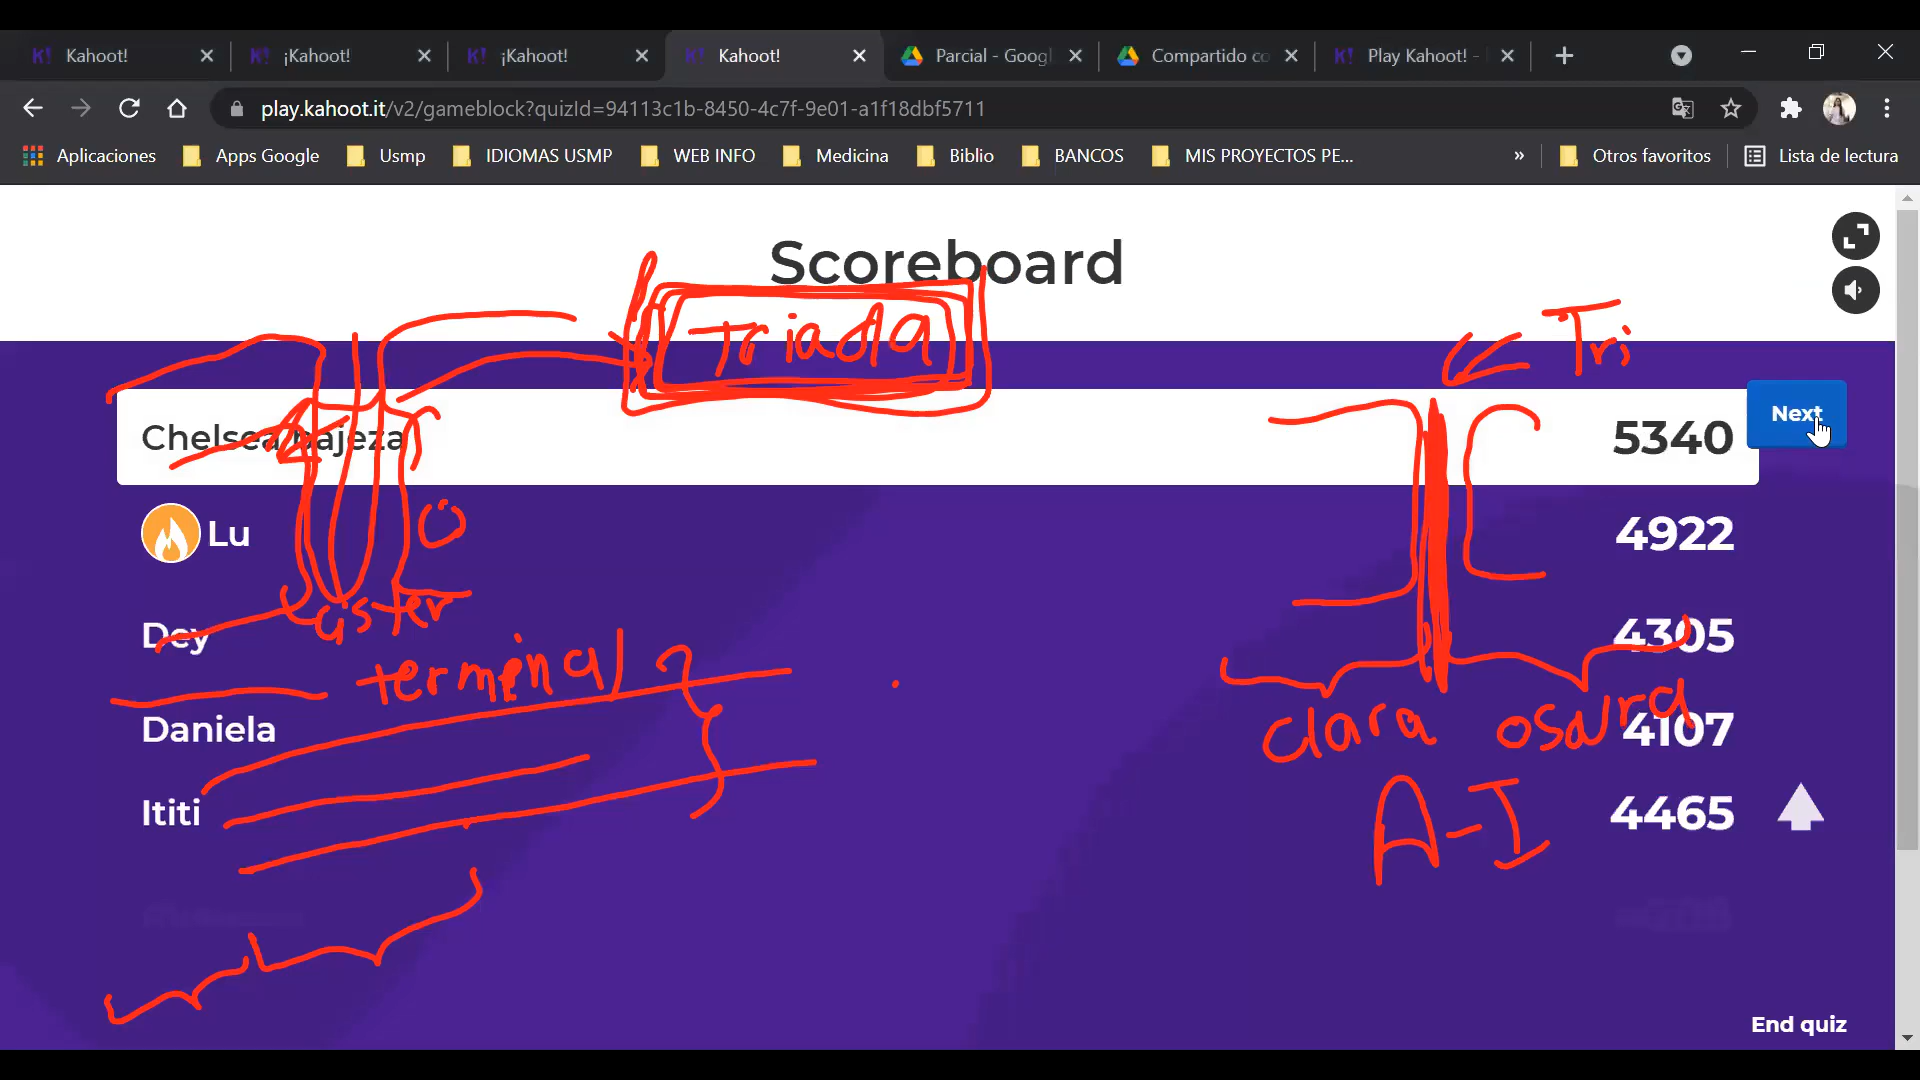 Kahoot!
¡Kahoot!
¡Kahoot!
Kahoot!
Parcial - Googl
Compartido co
Play Kahoot! -
play.kahoot.it/v2/gameblock?quizId=94113c1b-8450-4c7f-9e01-a1f18dbf5711
Aplicaciones Apps Google Usmp IDIOMAS USMP WEB INFO Medicina Biblio BANCOS MIS PROYECTOS PE... » Otros favoritos Lista de lectura
Scoreboard
Triada
Tri
Chelsea bajeza 5340
Next
Lu 4922
Cister
Dey 4305
terminal
Daniela 4107
clara oscura
Ititi 4465
A-I
End quiz